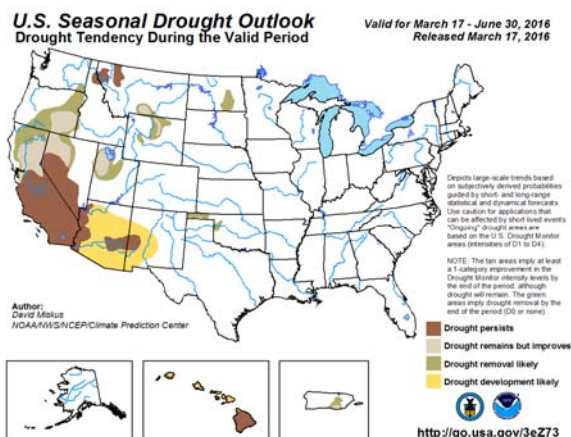 U.S. Seasonal Drought Outlook
Drought Tendency During the Valid Period
Valid for March 17 - June 30, 2016
Released March 17, 2016
Depicts large-scale trends based
on subjectively derived probabilities
guided by short- and long-range
statistical and dynamical forecasts.
Use caution for applications that
can be affected by short lived events.
"Ongoing" drought areas are
based on the U.S. Drought Monitor
areas (intensities of D1 to D4).
NOTE: The tan areas imply at least
a 1-category improvement in the
Drought Monitor intensity levels by
the end of the period, although
drought will remain. The green
areas imply drought removal by the
end of the period (D0 or none).
Author:
David Miskus
NOAA/NWS/NCEP/Climate Prediction Center
Drought persists
Drought remains but improves
Drought removal likely
Drought development likely
http://go.usa.gov/3eZ73